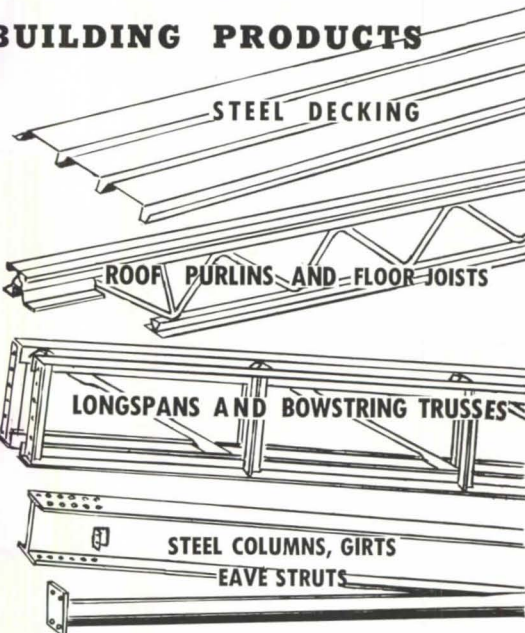 BUILDING PRODUCTS
STEEL DECKING
ROOF PURLINS AND FLOOR JOISTS
LONGSPANS AND BOWSTRING TRUSSES
STEEL COLUMNS, GIRTS
EAVE STRUTS